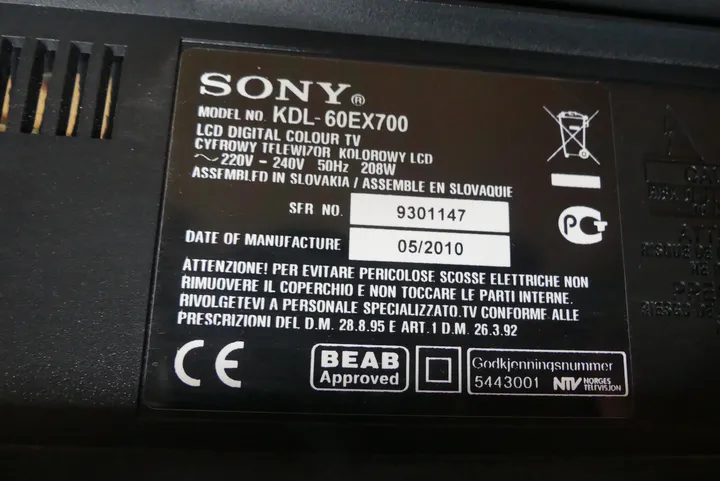 SONY®
MODEL NO. KDL-60EX700
LCD DIGITAL COLOUR TV
CYFROWY TELEWIZOR KOLOROWY LCD
~220V - 240V 50Hz 208W
ASSEMBLED IN SLOVAKIA / ASSEMBLE EN SLOVAQUIE
SER NO. 9301147
DATE OF MANUFACTURE 05/2010
ATTENZIONE! PER EVITARE PERICOLOSE SCOSSE ELETTRICHE NON
RIMUOVERE IL COPERCHIO E NON TOCCARE LE PARTI INTERNE.
RIVOLGETEVI A PERSONALE SPECIALIZZATO.TV CONFORME ALLE
PRESCRIZIONI DEL D.M. 28.8.95 E ART.1 D.M. 26.3.92
CE
BEAB
Approved
Godkjenningsnummer
5443001 NTV NORGES
TELEVISJON